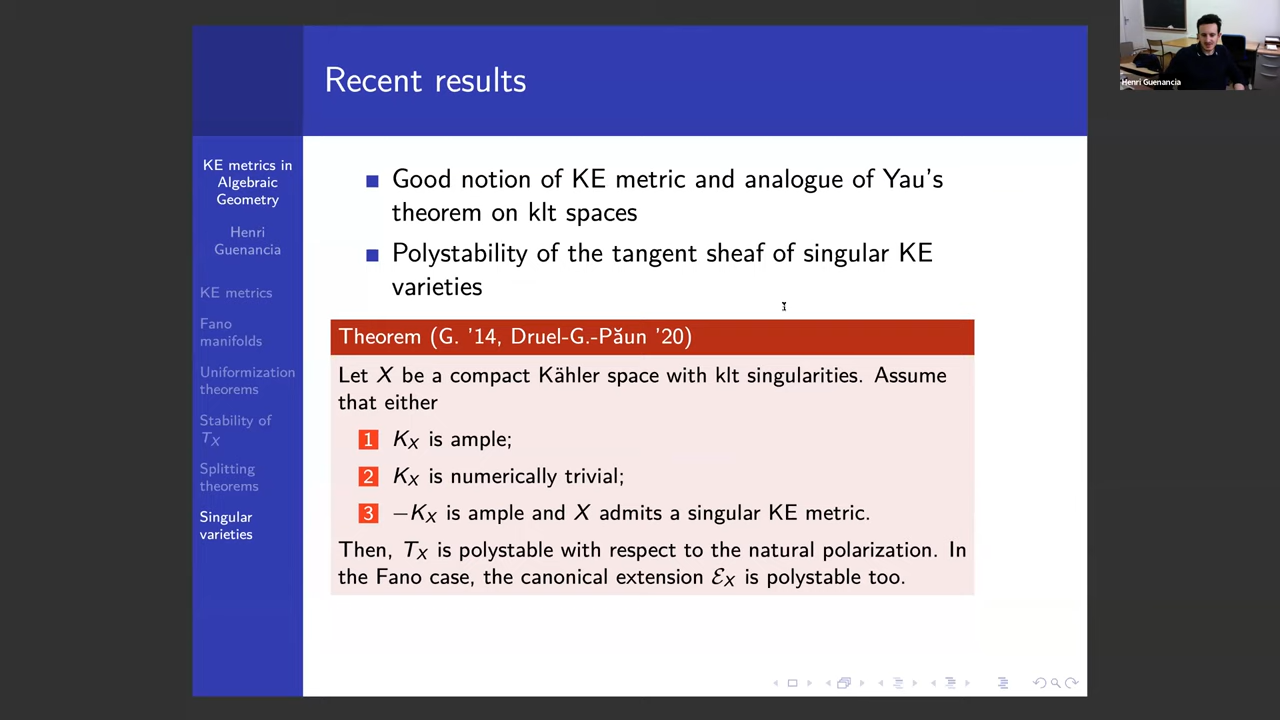 Recent results
KE metrics in
Algebraic
Geometry
Henri
Guenancia
KE metrics
Fano
manifolds
Uniformization
theorems
Stability of
T_X
Splitting
theorems
Singular
varieties
Good notion of KE metric and analogue of Yau's
theorem on klt spaces
Polystability of the tangent sheaf of singular KE
varieties
Theorem (G. '14, Druel-G.-Păun '20)
Let X be a compact Kähler space with klt singularities. Assume
that either
1 K_X is ample;
2 K_X is numerically trivial;
3 −K_X is ample and X admits a singular KE metric.
Then, T_X is polystable with respect to the natural polarization. In
the Fano case, the canonical extension ℰ_X is polystable too.
Henri Guenancia